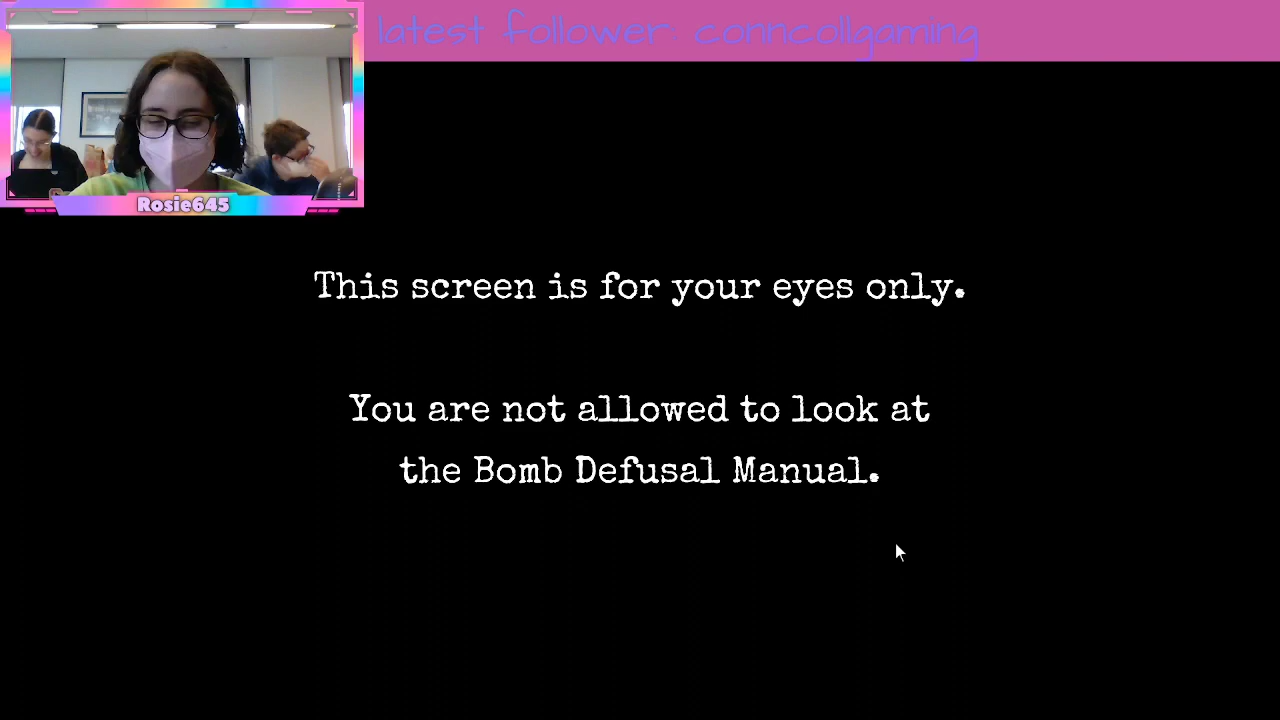 latest follower: conncollgaming
Rosie645
This screen is for your eyes only.
You are not allowed to look at
the Bomb Defusal Manual.